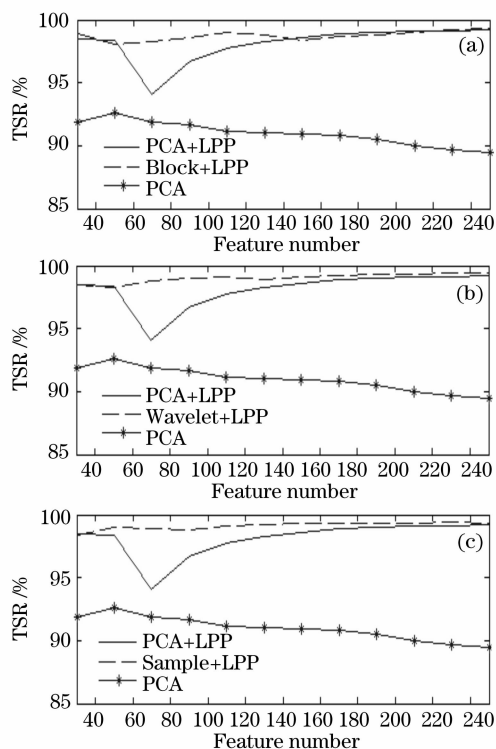 100
(a)
95
TSR /%
90
PCA+LPP
Block+LPP
PCA
85
40 60 80 100 120 140 160 180 200 220 240
Feature number
100
(b)
95
TSR /%
90
PCA+LPP
Wavelet+LPP
PCA
85
40 60 80 100 120 140 160 180 200 220 240
Feature number
100
(c)
95
TSR /%
90
PCA+LPP
Sample+LPP
PCA
85
40 60 80 100 120 140 160 180 200 220 240
Feature number